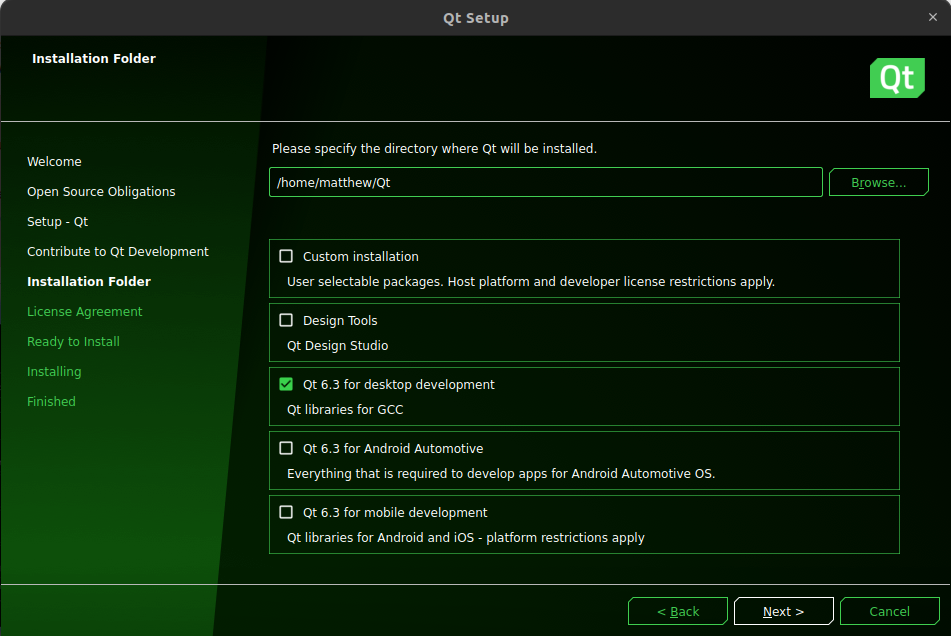 Qt Setup
Installation Folder
Qt
Welcome
Open Source Obligations
Setup - Qt
Contribute to Qt Development
Installation Folder
License Agreement
Ready to Install
Installing
Finished
Please specify the directory where Qt will be installed.
/home/matthew/Qt
Browse...
Custom installation
User selectable packages. Host platform and developer license restrictions apply.
Design Tools
Qt Design Studio
Qt 6.3 for desktop development
Qt libraries for GCC
Qt 6.3 for Android Automotive
Everything that is required to develop apps for Android Automotive OS.
Qt 6.3 for mobile development
Qt libraries for Android and iOS - platform restrictions apply
< Back
Next >
Cancel